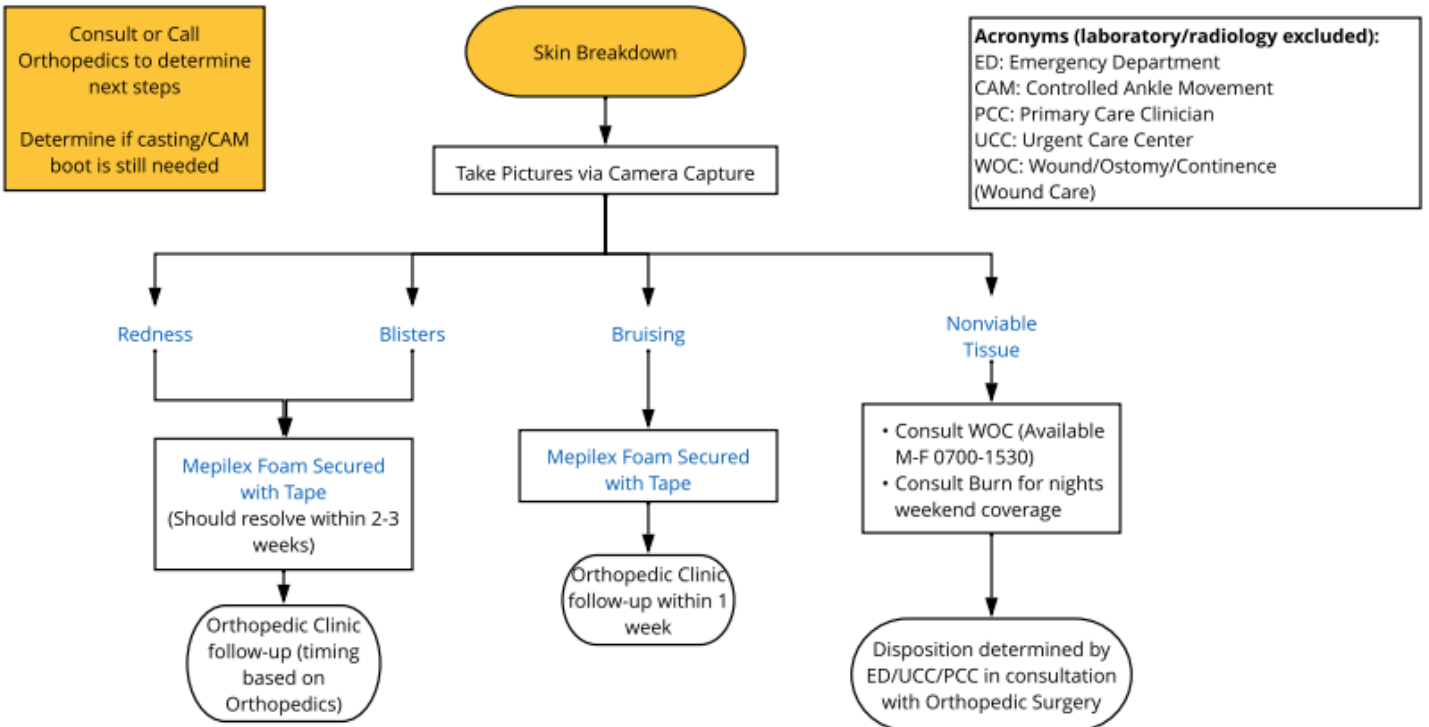 Consult or Call
Orthopedics to determine
next steps
Determine if casting/CAM
boot is still needed
Skin Breakdown
Acronyms (laboratory/radiology excluded):
ED: Emergency Department
CAM: Controlled Ankle Movement
PCC: Primary Care Clinician
UCC: Urgent Care Center
WOC: Wound/Ostomy/Continence
(Wound Care)
Take Pictures via Camera Capture
Redness
Blisters
Bruising
Nonviable
Tissue
Mepilex Foam Secured
with Tape
(Should resolve within 2-3
weeks)
Orthopedic Clinic
follow-up (timing
based on
Orthopedics)
Mepilex Foam Secured
with Tape
Orthopedic Clinic
follow-up within 1
week
• Consult WOC (Available
M-F 0700-1530)
• Consult Burn for nights
weekend coverage
Disposition determined by
ED/UCC/PCC in consultation
with Orthopedic Surgery